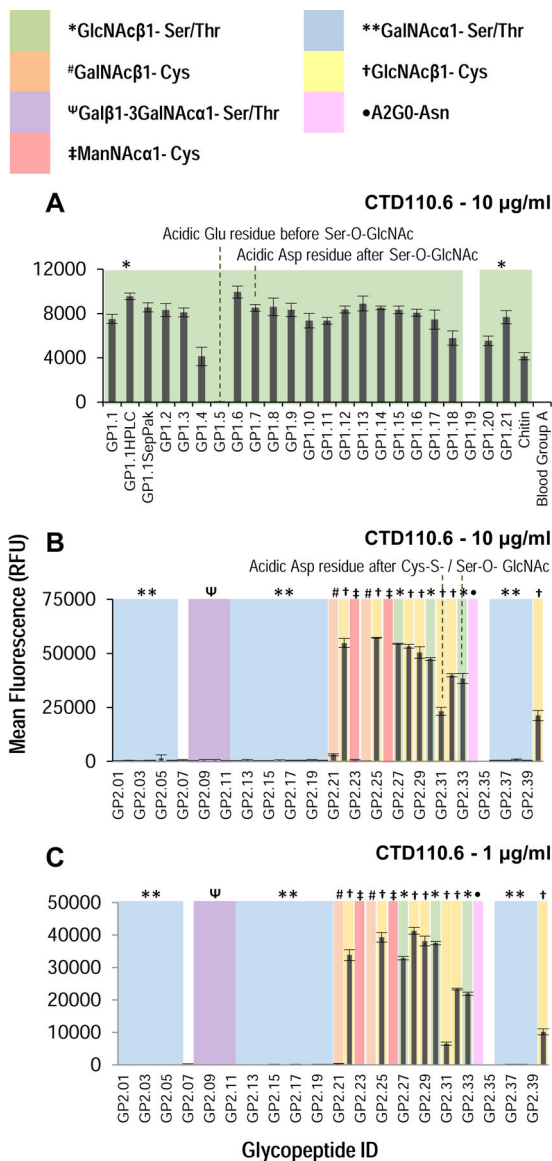 *GlcNAcβ1- Ser/Thr
**GalNAcα1- Ser/Thr
#GalNAcβ1- Cys
†GlcNAcβ1- Cys
ΨGalβ1-3GalNAcα1- Ser/Thr
●A2G0-Asn
‡ManNAcα1- Cys
A
CTD110.6 - 10 µg/ml
Acidic Glu residue before Ser-O-GlcNAc
Acidic Asp residue after Ser-O-GlcNAc
* *
12000
8000
4000
0
GP1.1
GP1.1HPLC
GP1.1SepPak
GP1.2
GP1.3
GP1.4
GP1.5
GP1.6
GP1.7
GP1.8
GP1.9
GP1.10
GP1.11
GP1.12
GP1.13
GP1.14
GP1.15
GP1.16
GP1.17
GP1.18
GP1.19
GP1.20
GP1.21
Chitin
Blood Group A
Mean Fluorescence (RFU)
B
CTD110.6 - 10 µg/ml
Acidic Asp residue after Cys-S- / Ser-O- GlcNAc
** Ψ ** # † ‡ # † ‡ * † † * † † * ● ** †
75000
50000
25000
0
GP2.01
GP2.03
GP2.05
GP2.07
GP2.09
GP2.11
GP2.13
GP2.15
GP2.17
GP2.19
GP2.21
GP2.23
GP2.25
GP2.27
GP2.29
GP2.31
GP2.33
GP2.35
GP2.37
GP2.39
C
CTD110.6 - 1 µg/ml
** Ψ ** # † ‡ # † ‡ * † † * † † * ● ** †
50000
40000
30000
20000
10000
0
GP2.01
GP2.03
GP2.05
GP2.07
GP2.09
GP2.11
GP2.13
GP2.15
GP2.17
GP2.19
GP2.21
GP2.23
GP2.25
GP2.27
GP2.29
GP2.31
GP2.33
GP2.35
GP2.37
GP2.39
Glycopeptide ID